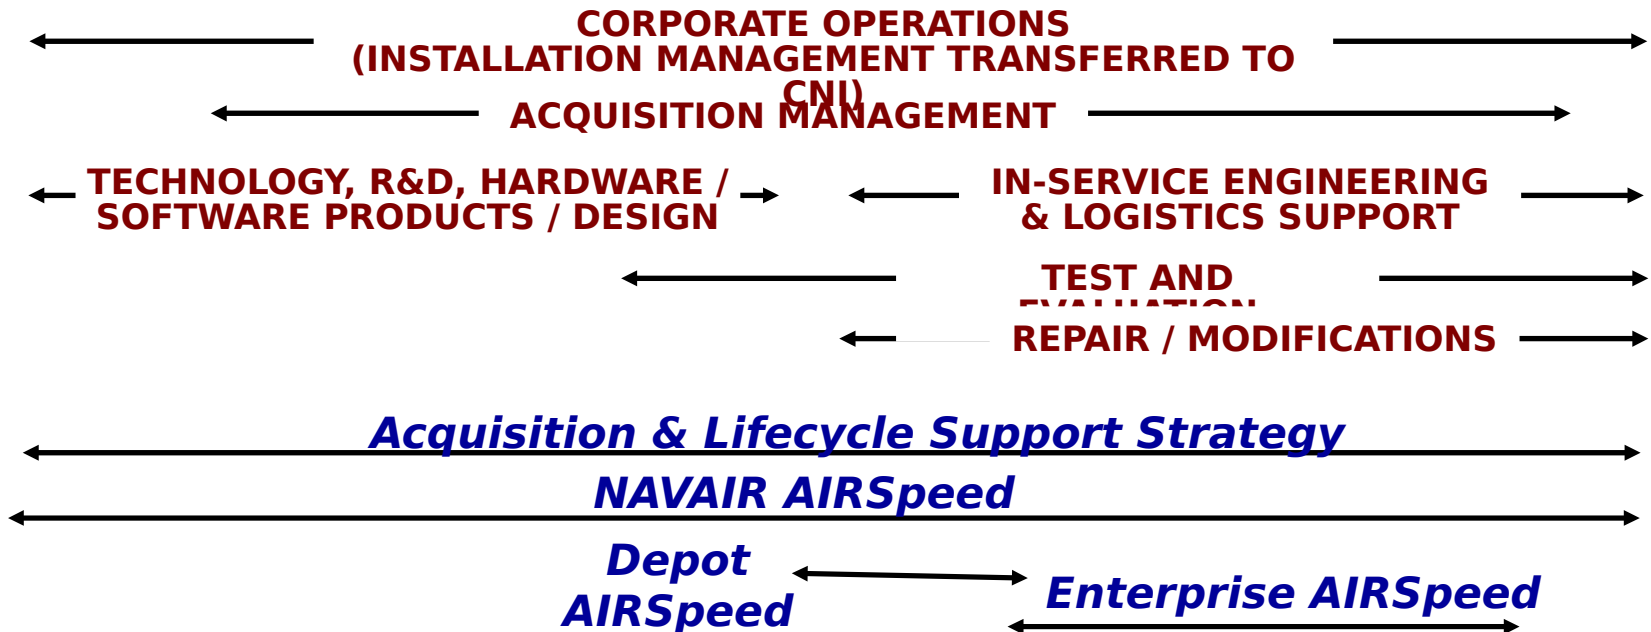 CORPORATE OPERATIONS
(INSTALLATION MANAGEMENT TRANSFERRED TO
CNI)
ACQUISITION MANAGEMENT
TECHNOLOGY, R&D, HARDWARE /
SOFTWARE PRODUCTS / DESIGN
IN-SERVICE ENGINEERING
& LOGISTICS SUPPORT
TEST AND
EVALUATION
REPAIR / MODIFICATIONS
Acquisition & Lifecycle Support Strategy
NAVAIR AIRSpeed
Depot
AIRSpeed
Enterprise AIRSpeed